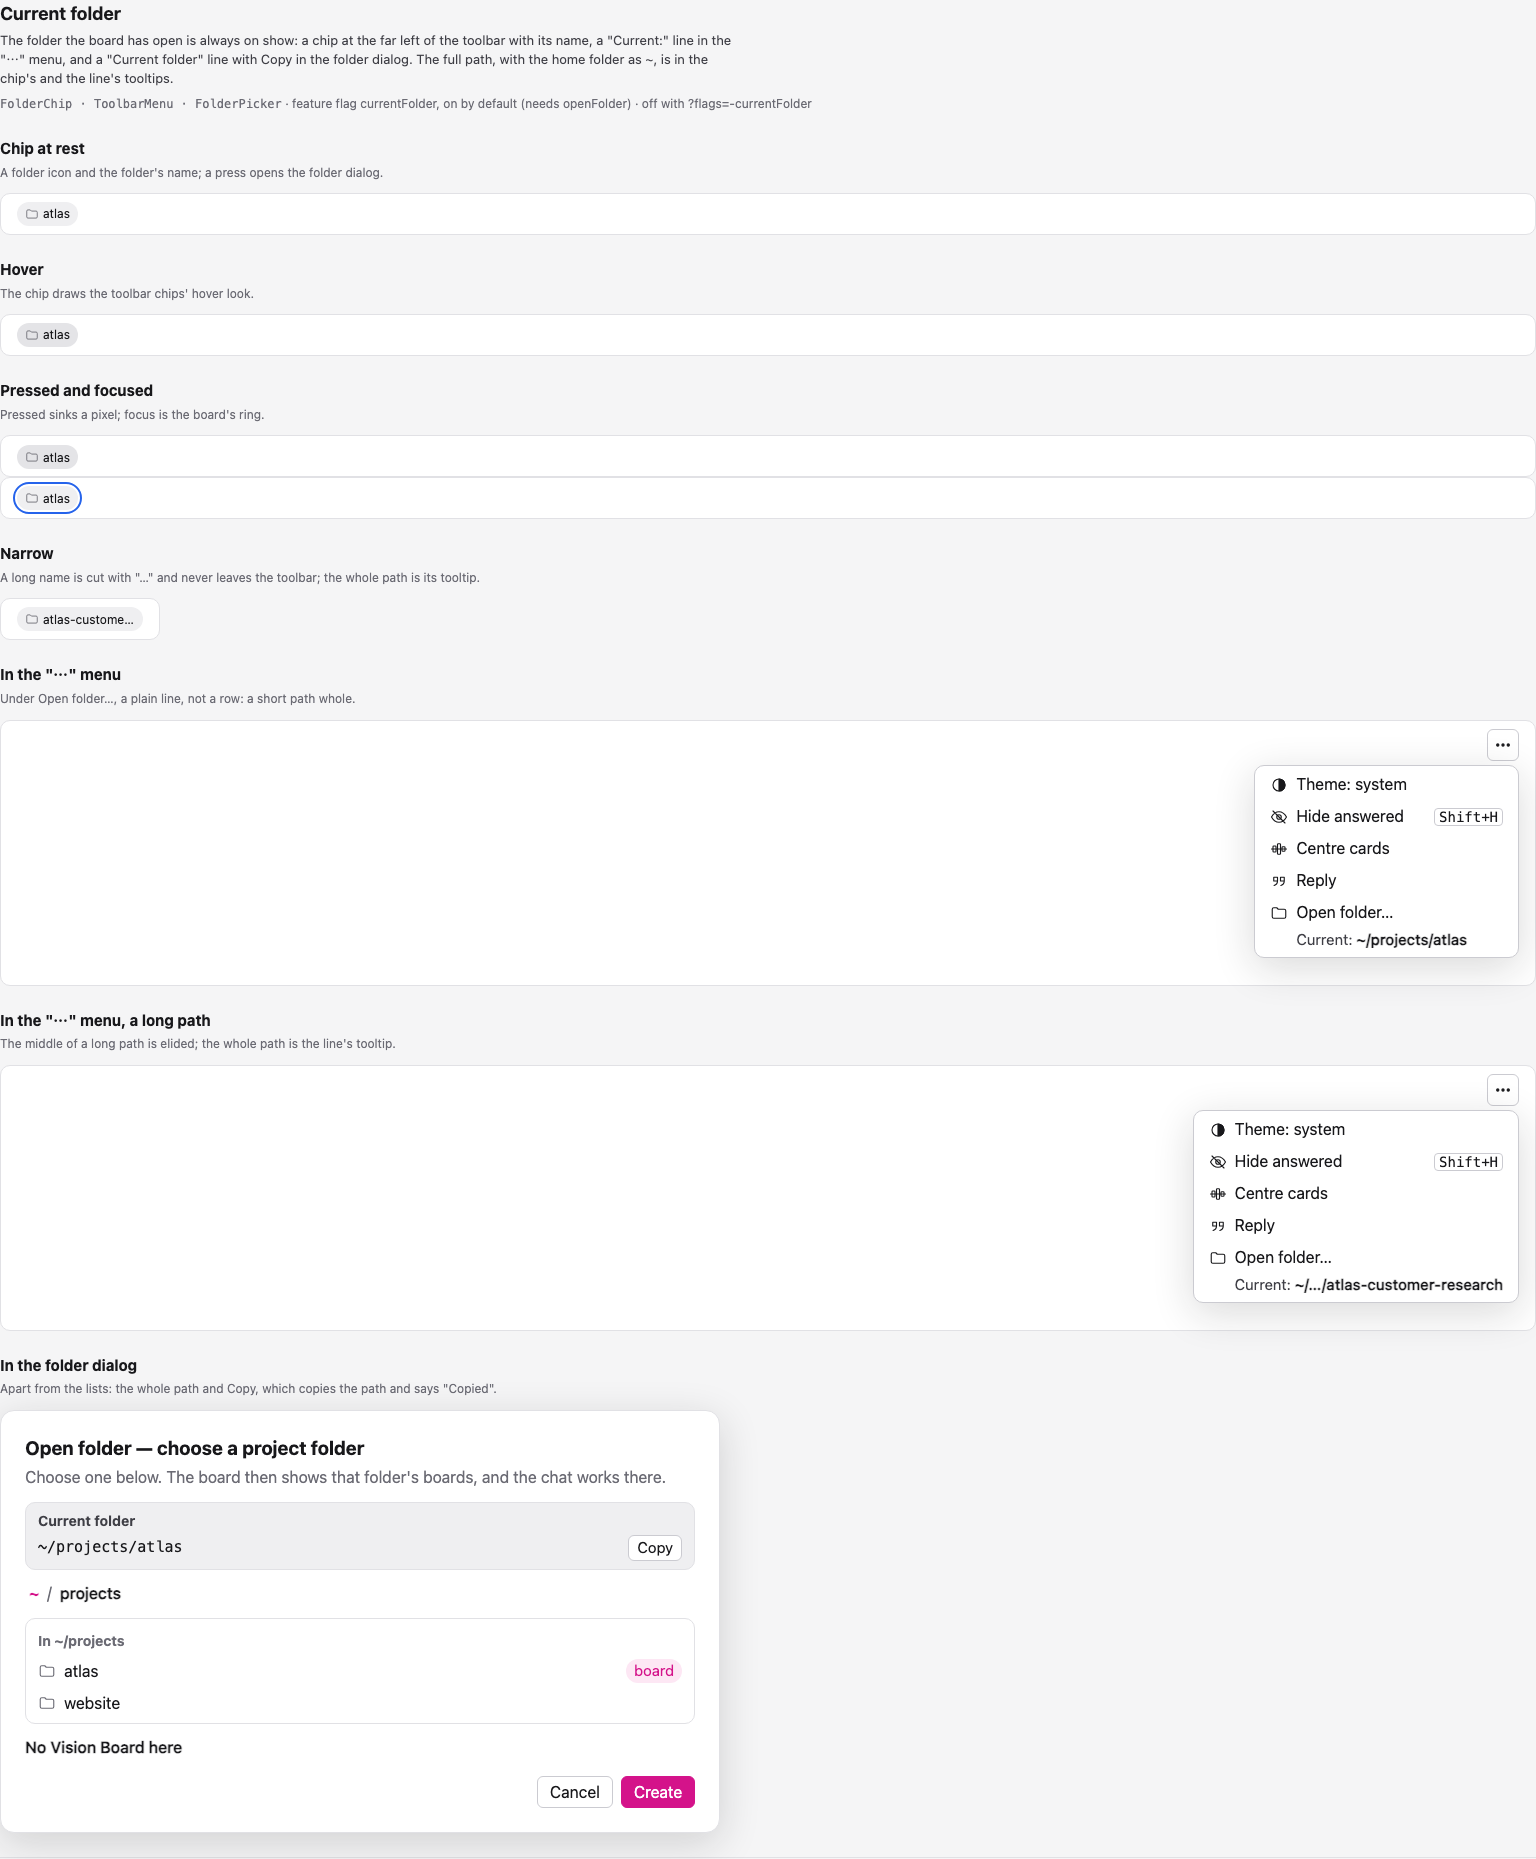 Current folder
The folder the board has open is always on show: a chip at the far left of the toolbar with its name, a "Current:" line in the
"···" menu, and a "Current folder" line with Copy in the folder dialog. The full path, with the home folder as ~, is in the
chip's and the line's tooltips.
FolderChip · ToolbarMenu · FolderPicker · feature flag currentFolder, on by default (needs openFolder) · off with ?flags=-currentFolder
Chip at rest
A folder icon and the folder's name; a press opens the folder dialog.
atlas
Hover
The chip draws the toolbar chips' hover look.
atlas
Pressed and focused
Pressed sinks a pixel; focus is the board's ring.
atlas
atlas
Narrow
A long name is cut with "…" and never leaves the toolbar; the whole path is its tooltip.
atlas-custome…
In the "···" menu
Under Open folder…, a plain line, not a row: a short path whole.
Theme: system
Hide answered Shift+H
Centre cards
Reply
Open folder…
Current: ~/projects/atlas
In the "···" menu, a long path
The middle of a long path is elided; the whole path is the line's tooltip.
Theme: system
Hide answered Shift+H
Centre cards
Reply
Open folder…
Current: ~/…/atlas-customer-research
In the folder dialog
Apart from the lists: the whole path and Copy, which copies the path and says "Copied".
Open folder — choose a project folder
Choose one below. The board then shows that folder's boards, and the chat works there.
Current folder
~/projects/atlas Copy
~ / projects
In ~/projects
atlas board
website
No Vision Board here
Cancel Create